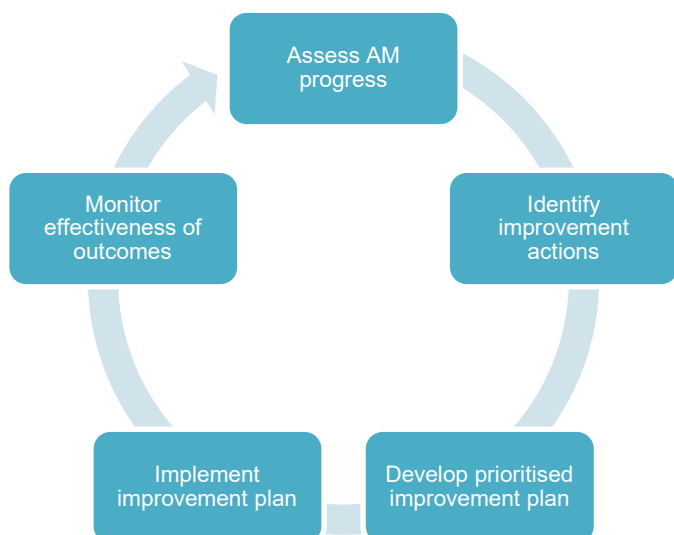 Assess AM
progress
Identify
improvement
actions
Develop prioritised
improvement plan
Implement
improvement plan
Monitor
effectiveness of
outcomes